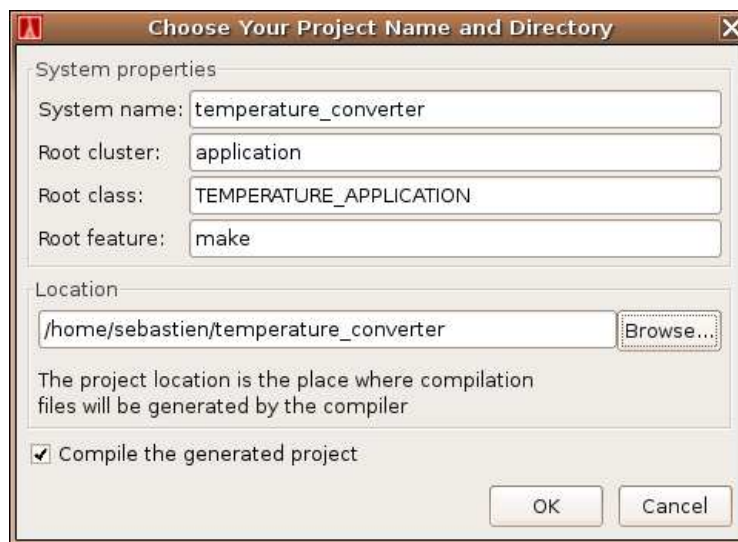 Choose Your Project Name and Directory
System properties
System name: temperature_converter
Root cluster: application
Root class: TEMPERATURE_APPLICATION
Root feature: make
Location
/home/sebastien/temperature_converter Browse...
The project location is the place where compilation
files will be generated by the compiler
Compile the generated project
OK Cancel